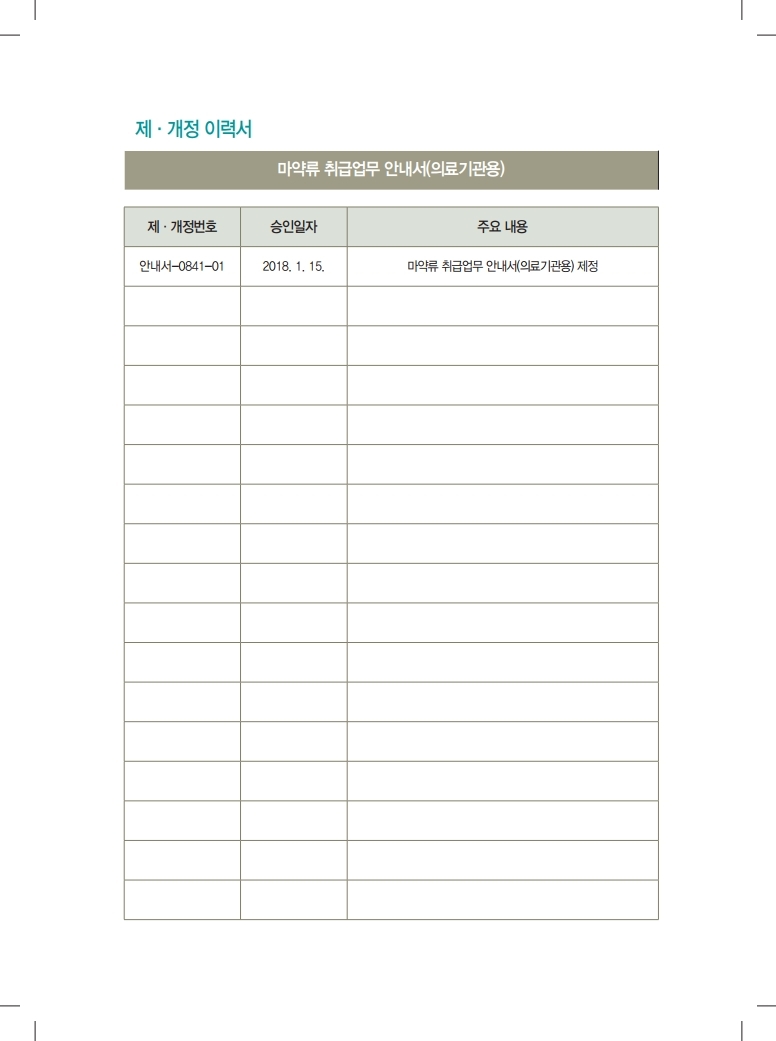 제 · 개정 이력서
마약류 취급업무 안내서(의료기관용)
제 · 개정번호 승인일자 주요 내용
안내서-0841-01 2018. 1. 15. 마약류 취급업무 안내서(의료기관용) 제정